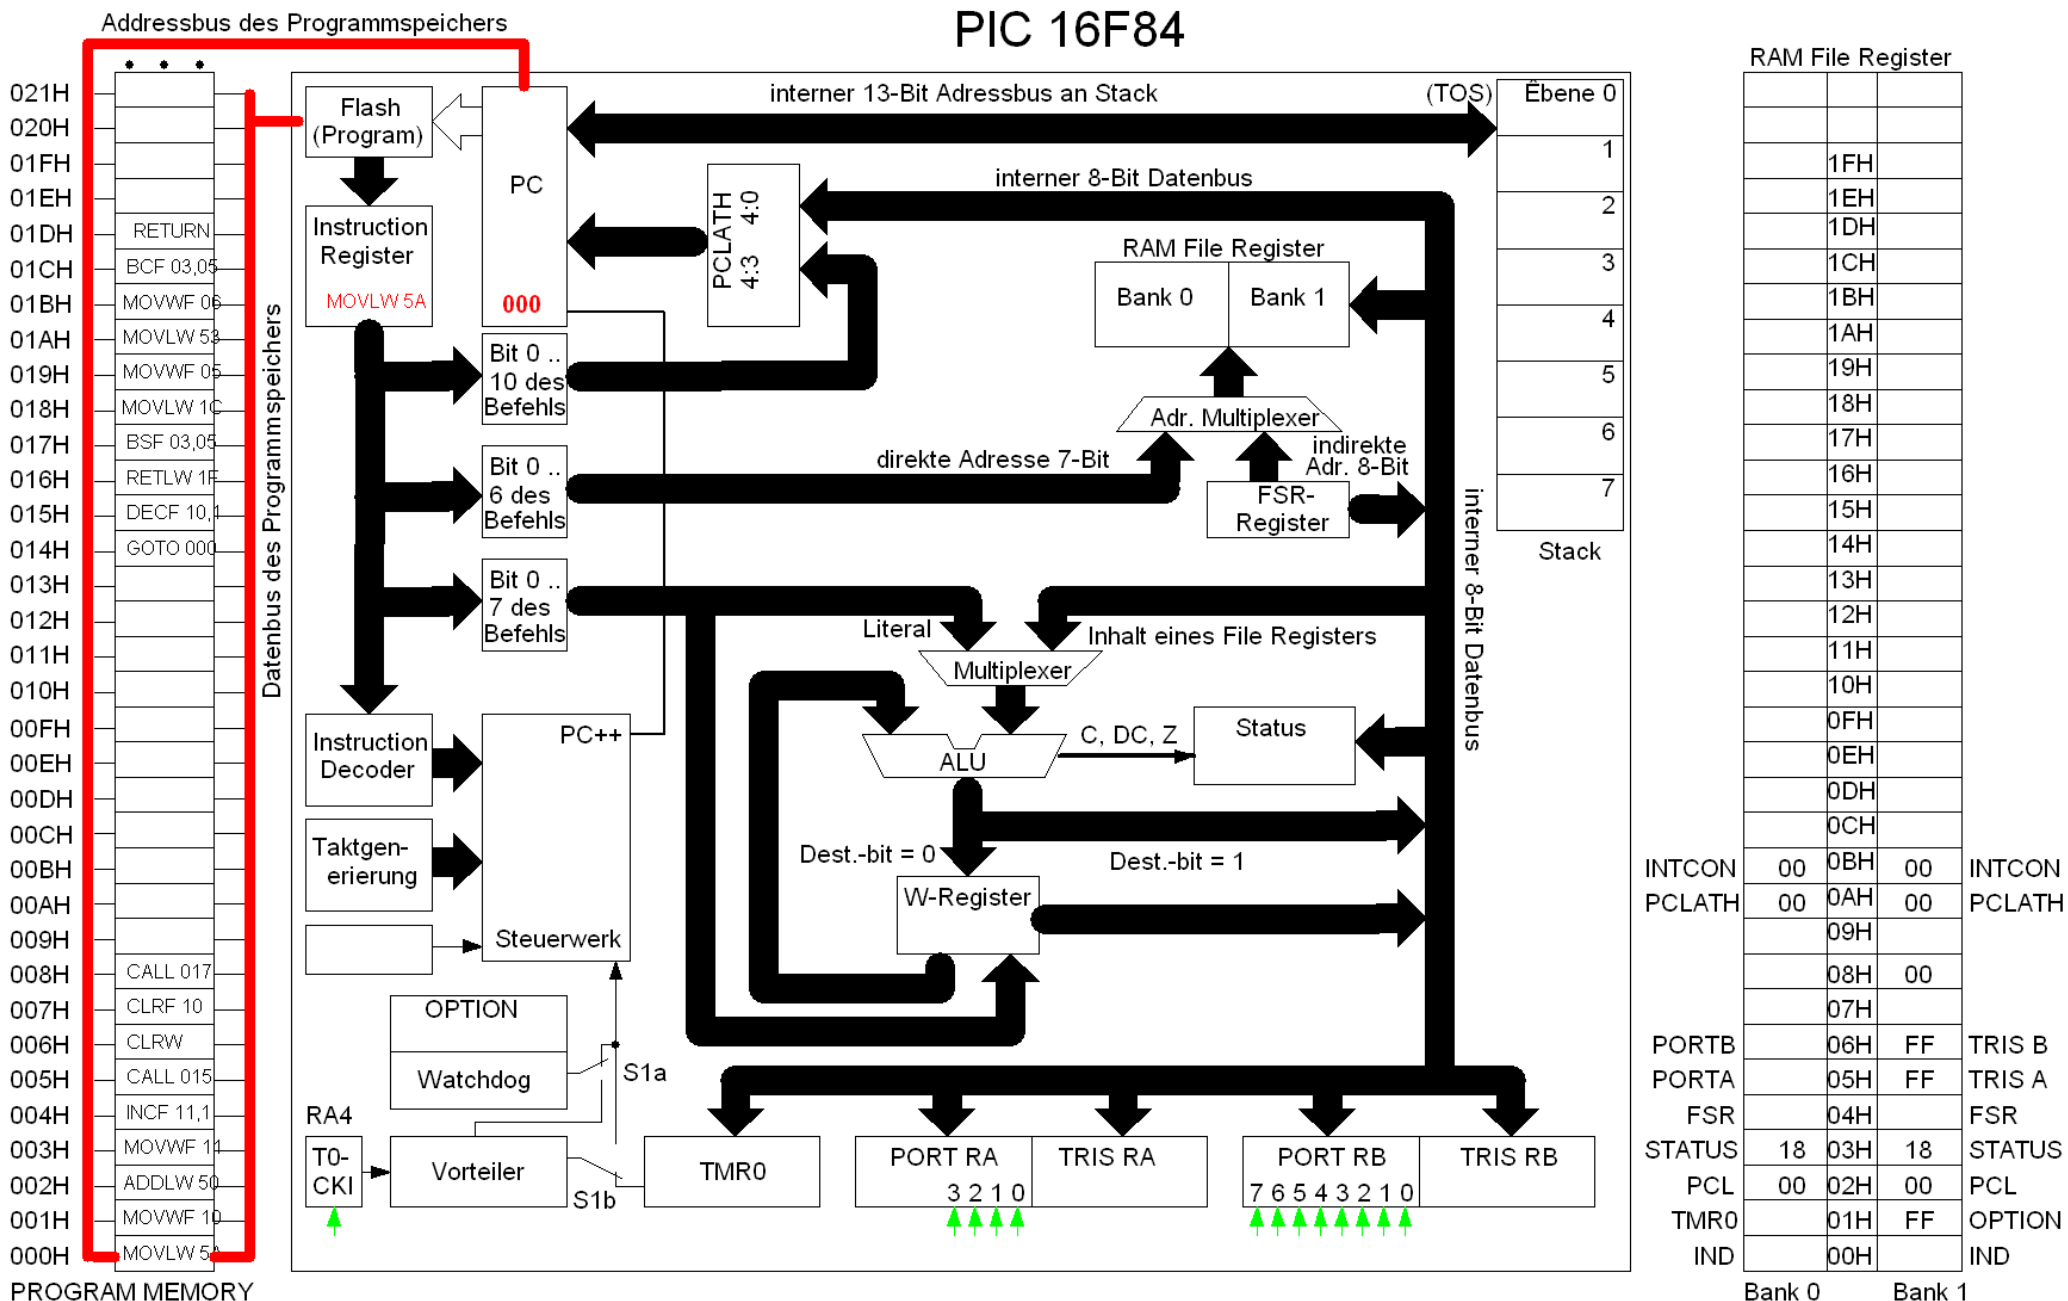 Addressbus des Programmspeichers
PIC 16F84
RAM File Register
021H
020H
01FH
01EH
01DH RETURN
01CH BCF 03,05
01BH MOVWF 06
01AH MOVLW 53
019H MOVWF 05
018H MOVLW 1C
017H BSF 03,05
016H RETLW 1F
015H DECF 10,1
014H GOTO 000
013H
012H
011H
010H
00FH
00EH
00DH
00CH
00BH
00AH
009H
008H CALL 017
007H CLRF 10
006H CLRW
005H CALL 015
004H INCF 11,1
003H MOVWF 11
002H ADDLW 50
001H MOVWF 10
000H MOVLW 5A
PROGRAM MEMORY
Datenbus des Programmspeichers
Flash
(Program)
PC
000
Instruction
Register
MOVLW 5A
interner 13-Bit Adressbus an Stack
(TOS)
Êbene 0
1
2
3
4
5
6
7
Stack
interner 8-Bit Datenbus
PCLATH
4:3 4:0
RAM File Register
Bank 0
Bank 1
Bit 0 ..
10 des
Befehls
Adr. Multiplexer
direkte Adresse 7-Bit
indirekte
Adr. 8-Bit
Bit 0 ..
6 des
Befehls
FSR-
Register
interner 8-Bit Datenbus
Bit 0 ..
7 des
Befehls
Literal
Inhalt eines File Registers
Multiplexer
Instruction
Decoder
PC++
ALU
C, DC, Z
Status
Taktgen-
erierung
Dest.-bit = 0
Dest.-bit = 1
W-Register
Steuerwerk
OPTION
Watchdog
S1a
RA4
T0-
CKI
Vorteiler
S1b
TMR0
PORT RA
3 2 1 0
TRIS RA
PORT RB
7 6 5 4 3 2 1 0
TRIS RB
1FH
1EH
1DH
1CH
1BH
1AH
19H
18H
17H
16H
15H
14H
13H
12H
11H
10H
0FH
0EH
0DH
0CH
INTCON 00 0BH 00 INTCON
PCLATH 00 0AH 00 PCLATH
09H
08H 00
07H
PORTB 06H FF TRIS B
PORTA 05H FF TRIS A
FSR 04H FSR
STATUS 18 03H 18 STATUS
PCL 00 02H 00 PCL
TMR0 01H FF OPTION
IND 00H IND
Bank 0 Bank 1